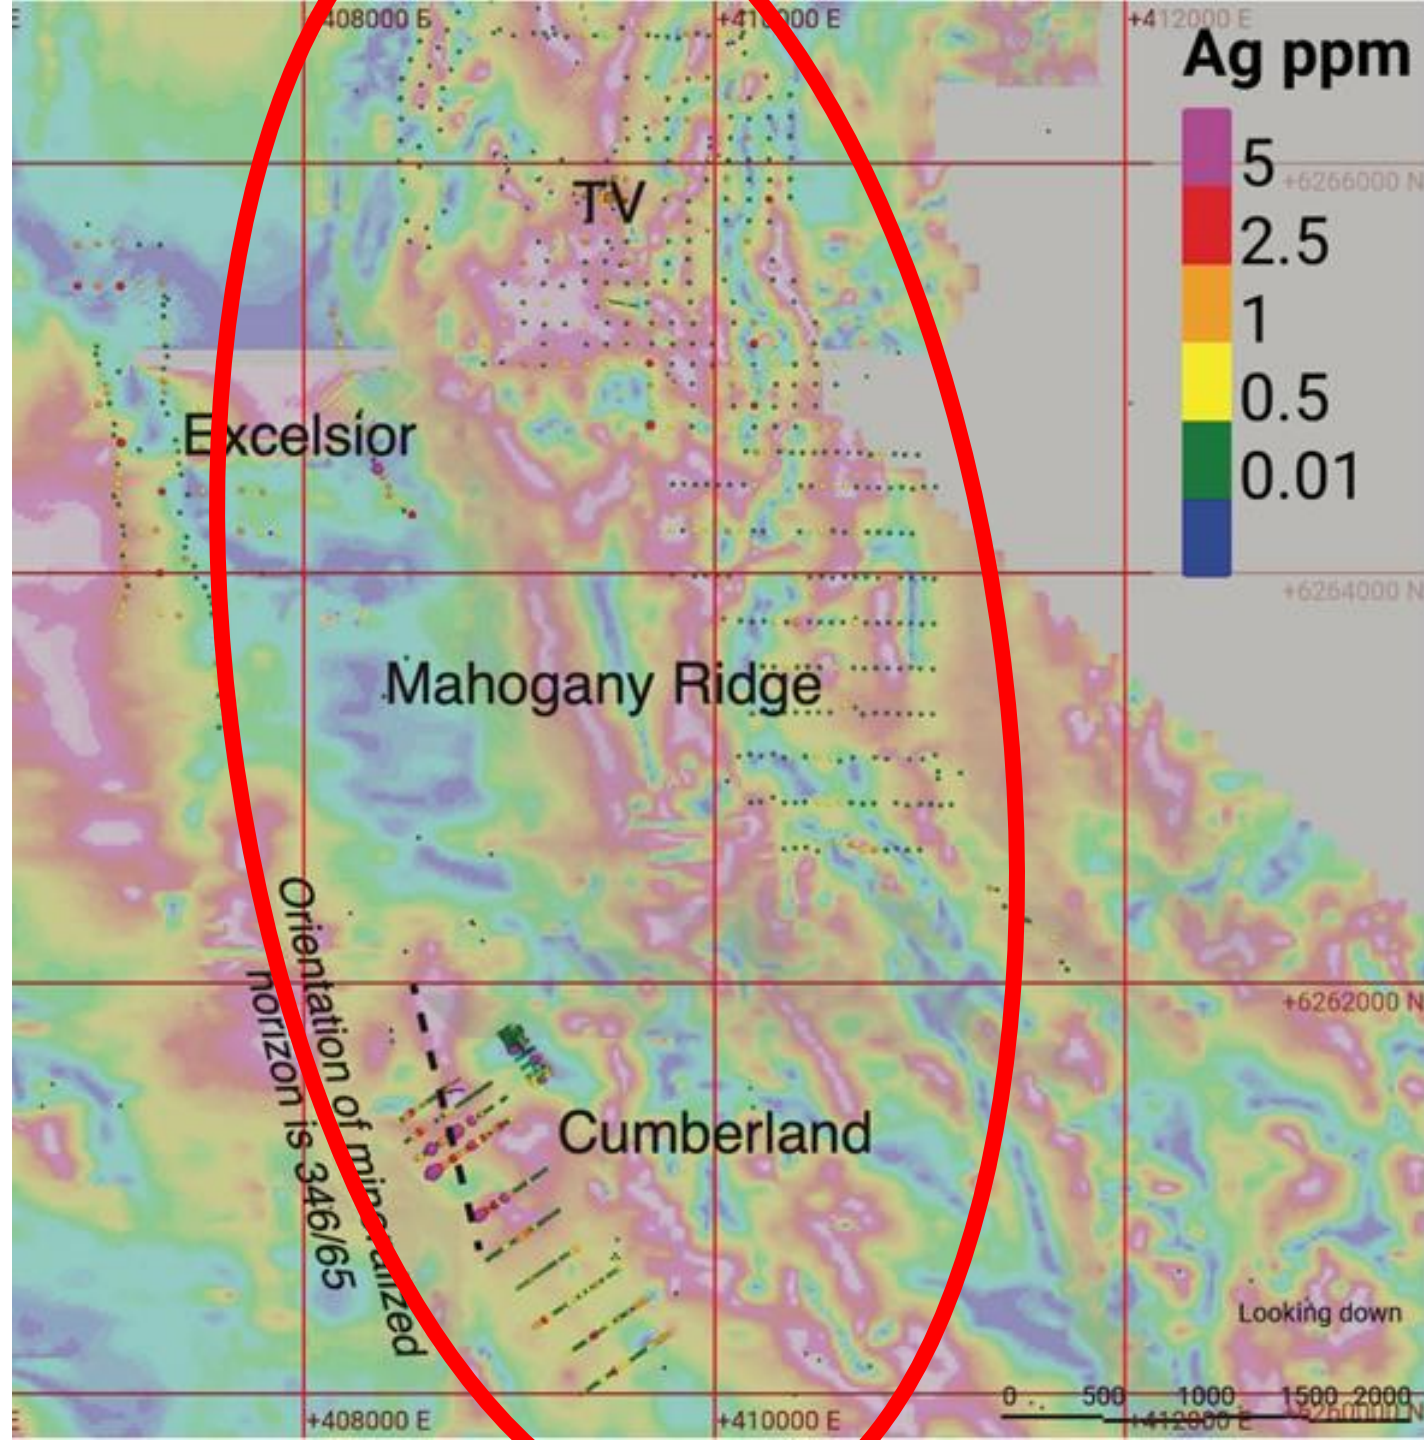 E
+408000 E
+410000 E
+412000 E
Ag ppm
5
+6266000 N
2.5
TV
1
0.5
Excelsior
0.01
+6264000 N
Mahogany Ridge
Orientation of mineralized
horizon is 346/65
+6262000 N
Cumberland
Looking down
0 500 1000 1500 2000
+6260000 N
E
+408000 E
+410000 E
+412000 E